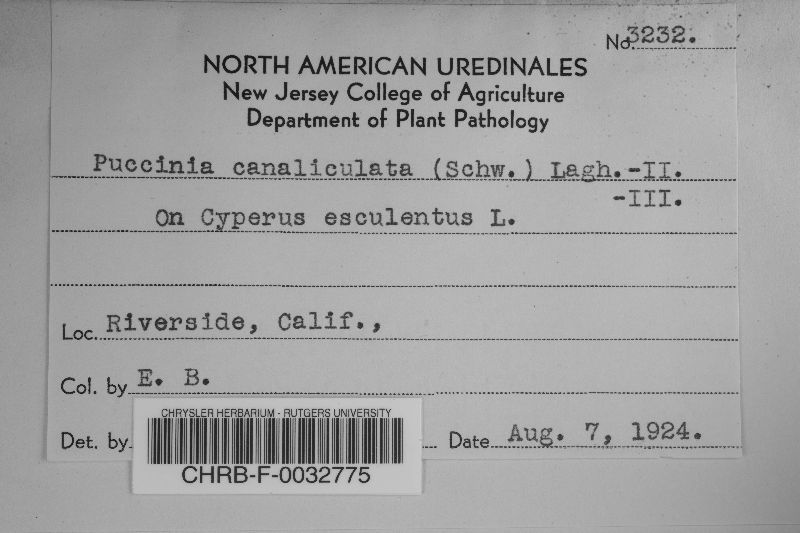 No. 3232.
NORTH AMERICAN UREDINALES
New Jersey College of Agriculture
Department of Plant Pathology
Puccinia canaliculata (Schw.) Lagh.-II.
-III.
On Cyperus esculentus L.
Loc. Riverside, Calif.,
Col. by E. B.
Det. by
Date Aug. 7, 1924.
CHRYSLER HERBARIUM - RUTGERS UNIVERSITY
CHRB-F-0032775